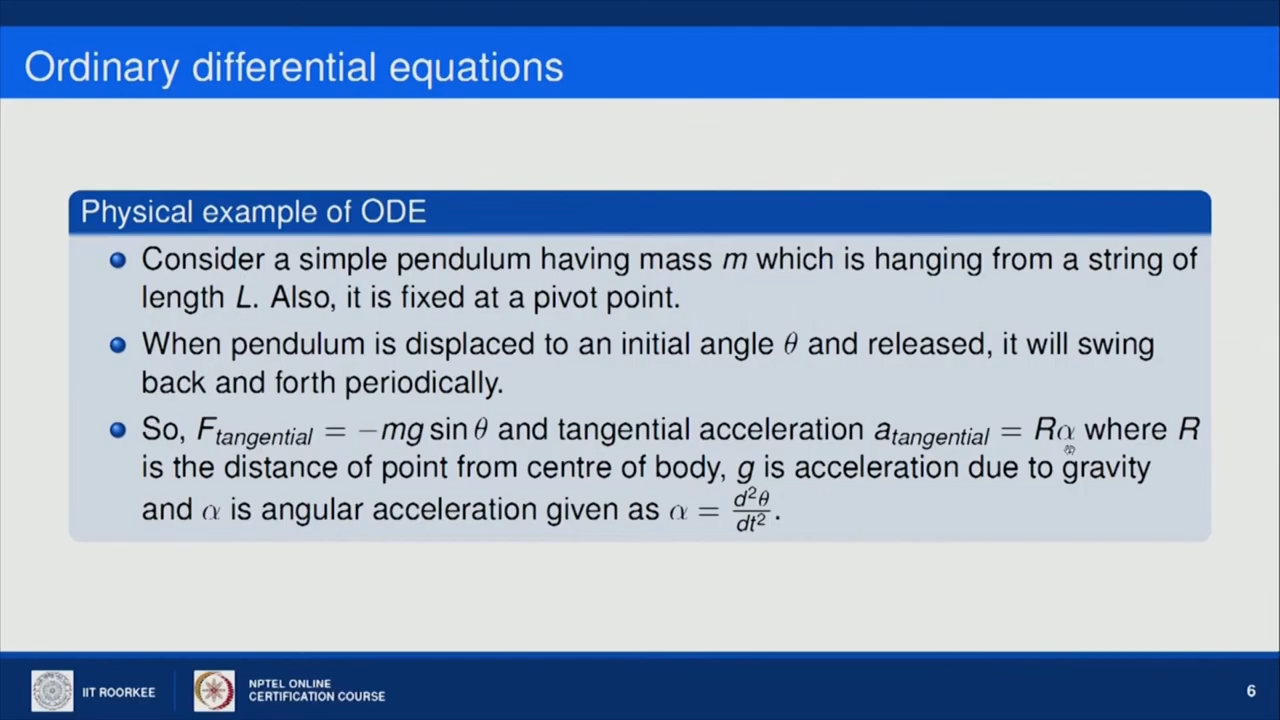 Ordinary differential equations
Physical example of ODE
Consider a simple pendulum having mass m which is hanging from a string of
length L. Also, it is fixed at a pivot point.
When pendulum is displaced to an initial angle θ and released, it will swing
back and forth periodically.
So, F_tangential = −mg sin θ and tangential acceleration a_tangential = Rα where R
is the distance of point from centre of body, g is acceleration due to gravity
and α is angular acceleration given as α = d²θ/dt².
IIT ROORKEE
NPTEL ONLINE
CERTIFICATION COURSE
6